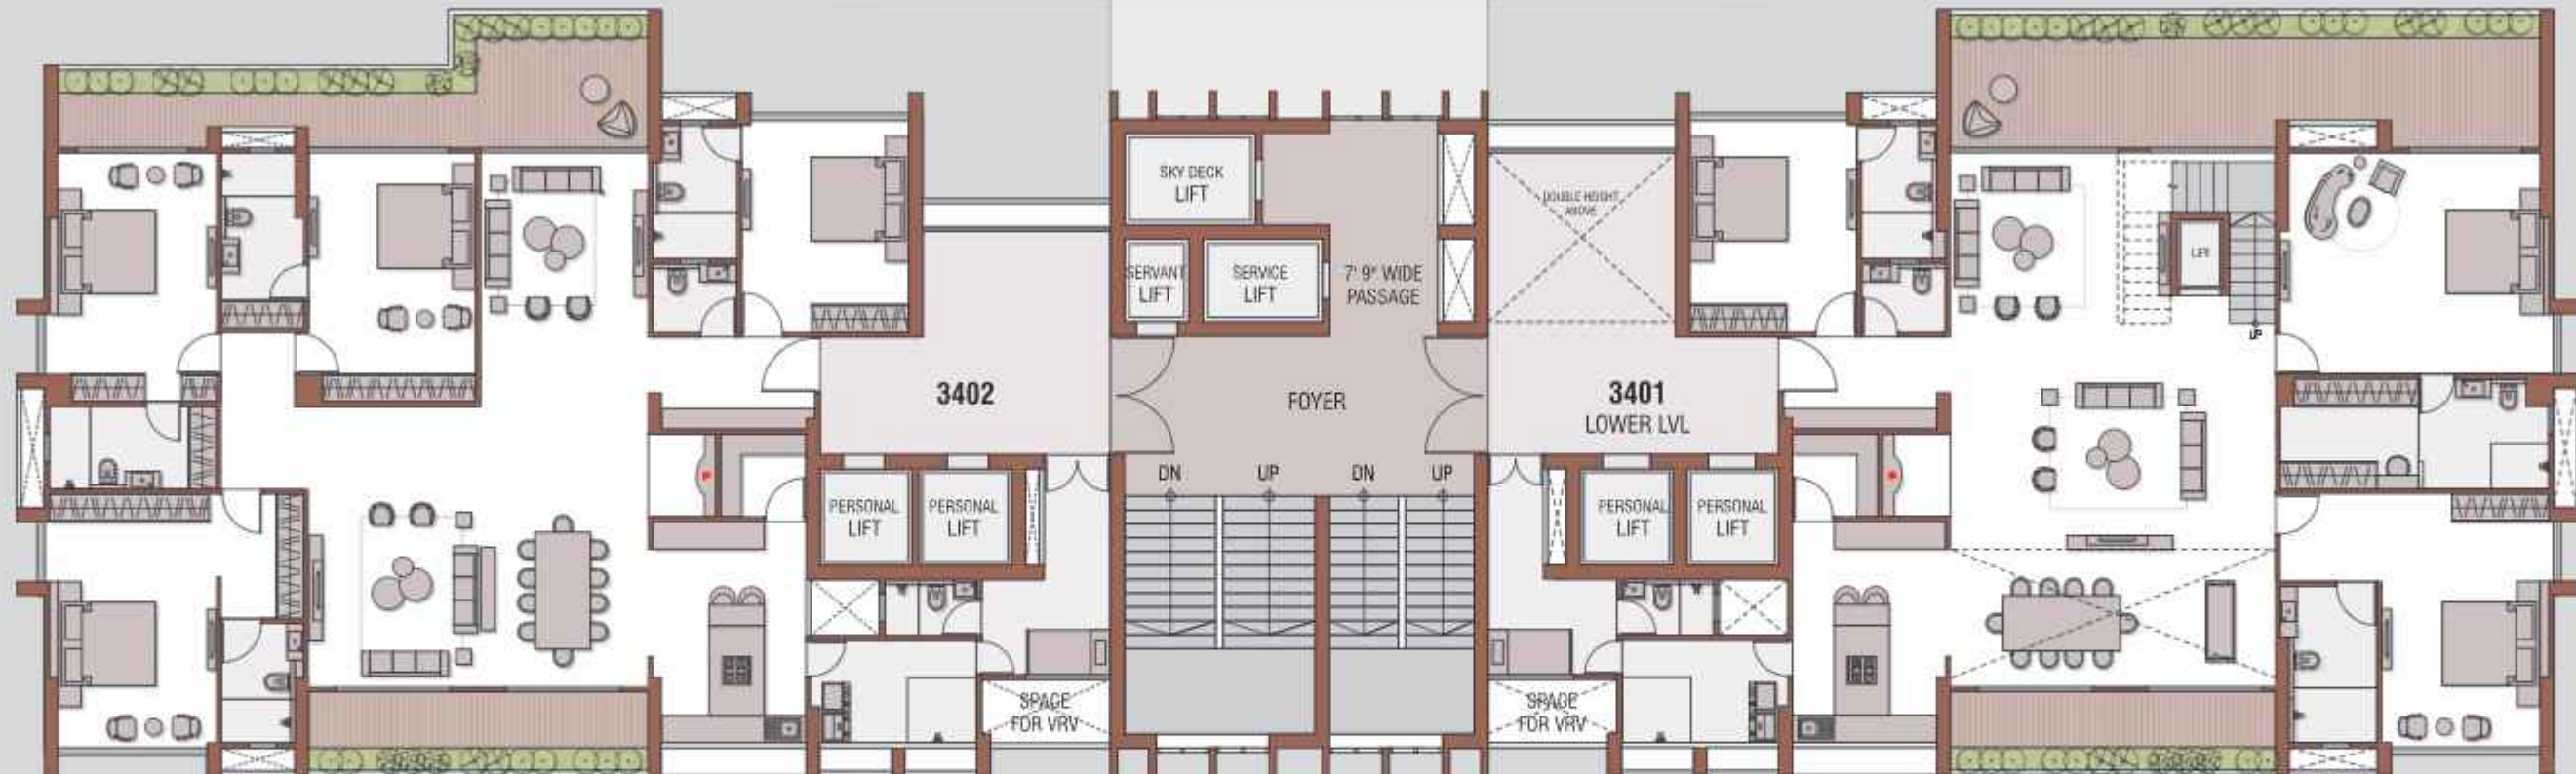 SKY DECK
LIFT
SERVANT
LIFT
SERVICE
LIFT
7' 9" WIDE
PASSAGE
DOUBLE HEIGHT
ABOVE
LIFT
UP
3402
FOYER
3401
LOWER LVL
DN
UP
DN
UP
PERSONAL
LIFT
PERSONAL
LIFT
PERSONAL
LIFT
PERSONAL
LIFT
SPACE
FOR VRV
SPACE
FOR VRV